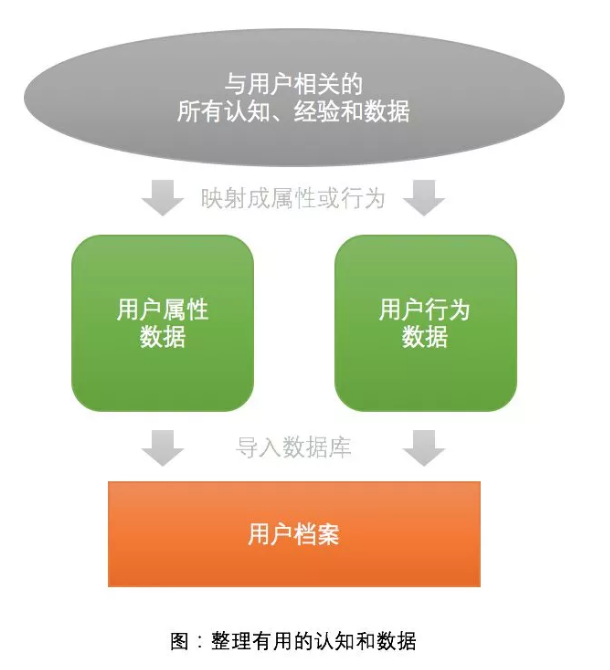 与用户相关的
所有认知、经验和数据
映射成属性或行为
用户属性
数据
用户行为
数据
导入数据库
用户档案
图：整理有用的认知和数据